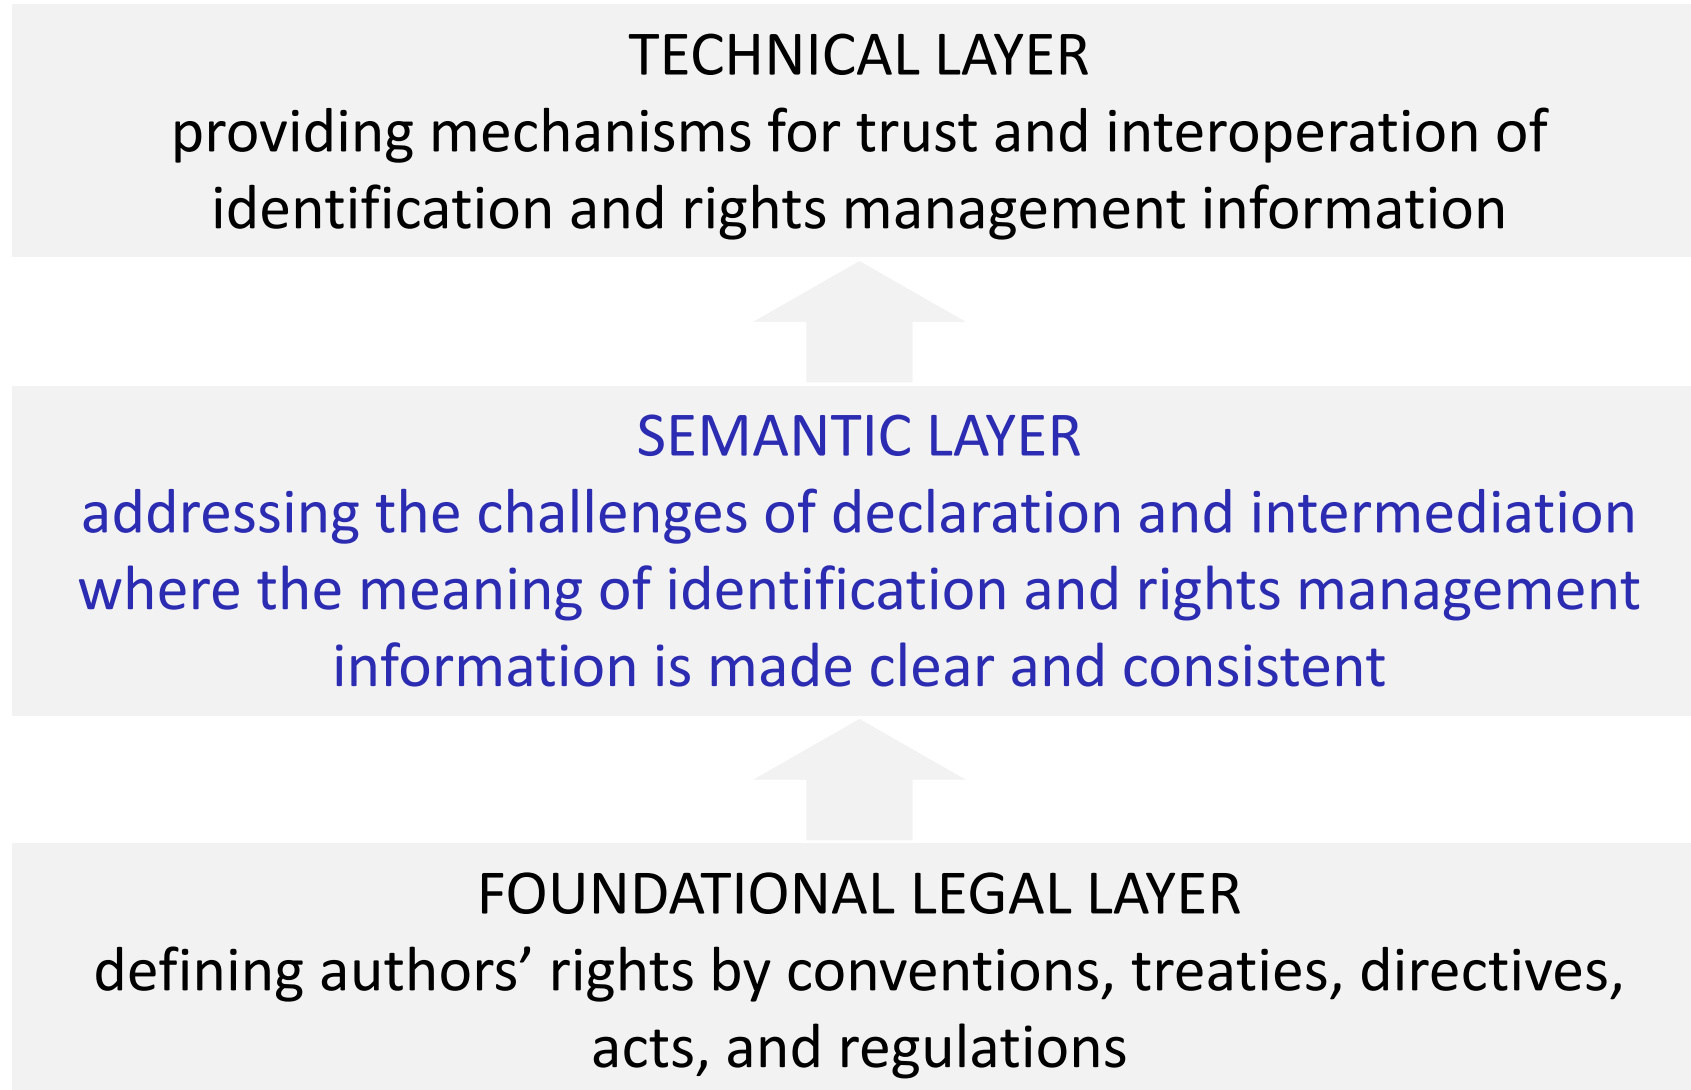 TECHNICAL LAYER
providing mechanisms for trust and interoperation of
identification and rights management information
SEMANTIC LAYER
addressing the challenges of declaration and intermediation
where the meaning of identification and rights management
information is made clear and consistent
FOUNDATIONAL LEGAL LAYER
defining authors’ rights by conventions, treaties, directives,
acts, and regulations